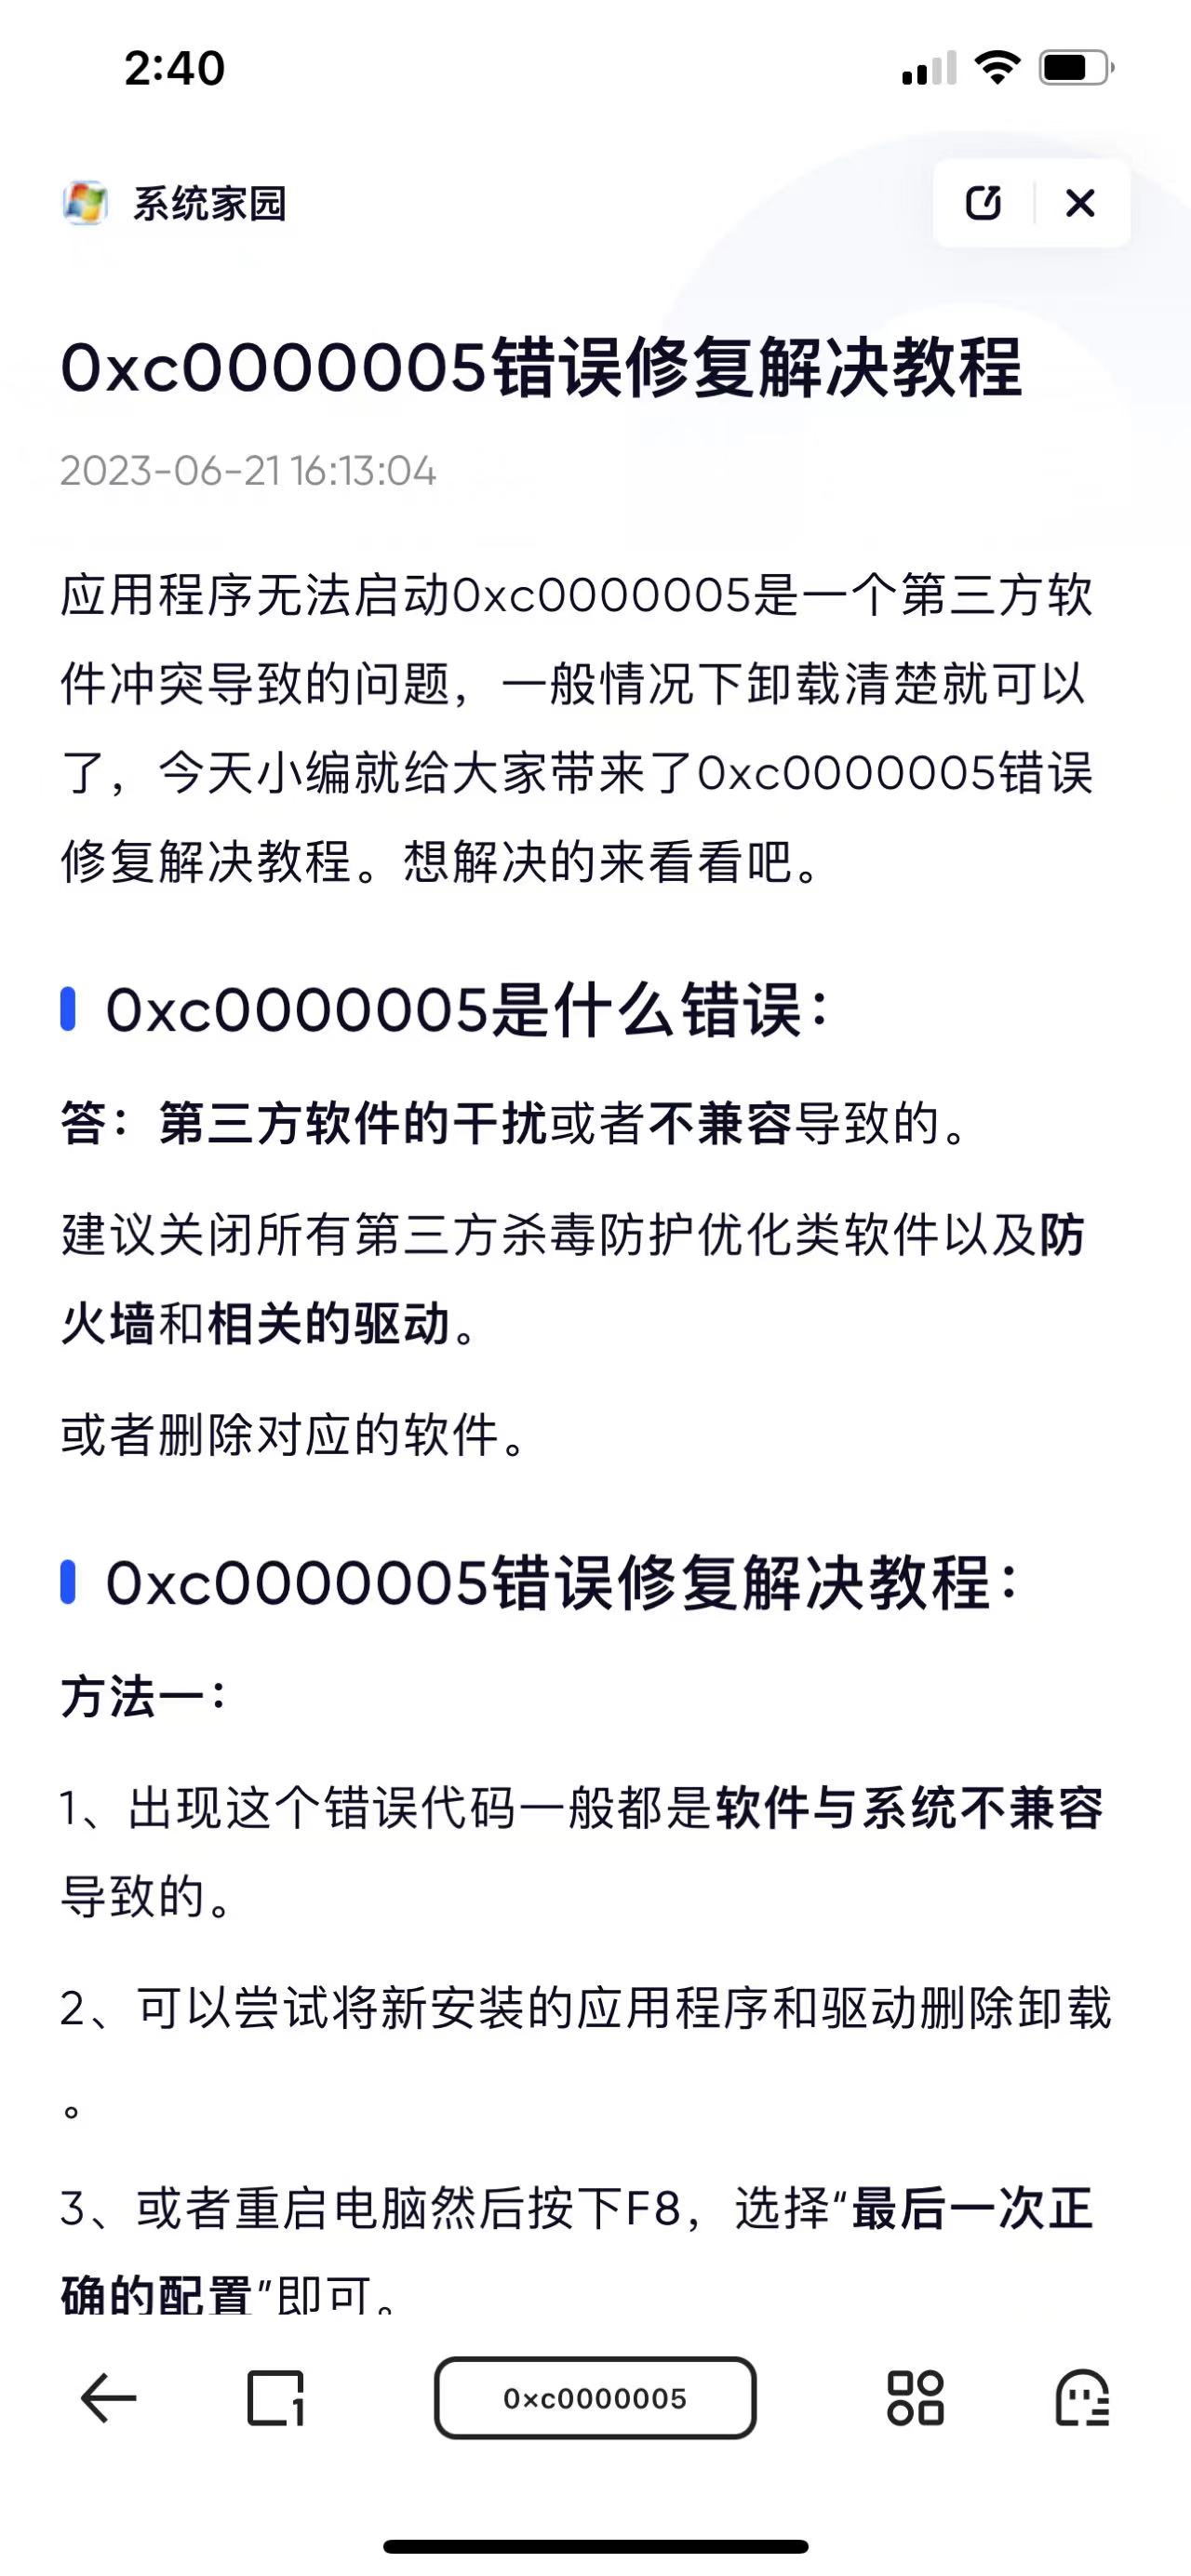 2:40
系统家园
0xc0000005错误修复解决教程
2023-06-21 16:13:04
应用程序无法启动0xc0000005是一个第三方软
件冲突导致的问题，一般情况下卸载清楚就可以
了，今天小编就给大家带来了0xc0000005错误
修复解决教程。想解决的来看看吧。
0xc0000005是什么错误：
答：第三方软件的干扰或者不兼容导致的。
建议关闭所有第三方杀毒防护优化类软件以及防
火墙和相关的驱动。
或者删除对应的软件。
0xc0000005错误修复解决教程：
方法一：
1、出现这个错误代码一般都是软件与系统不兼容
导致的。
2、可以尝试将新安装的应用程序和驱动删除卸载
。
3、或者重启电脑然后按下F8，选择“最后一次正
确的配置”即可。
1
0xc0000005